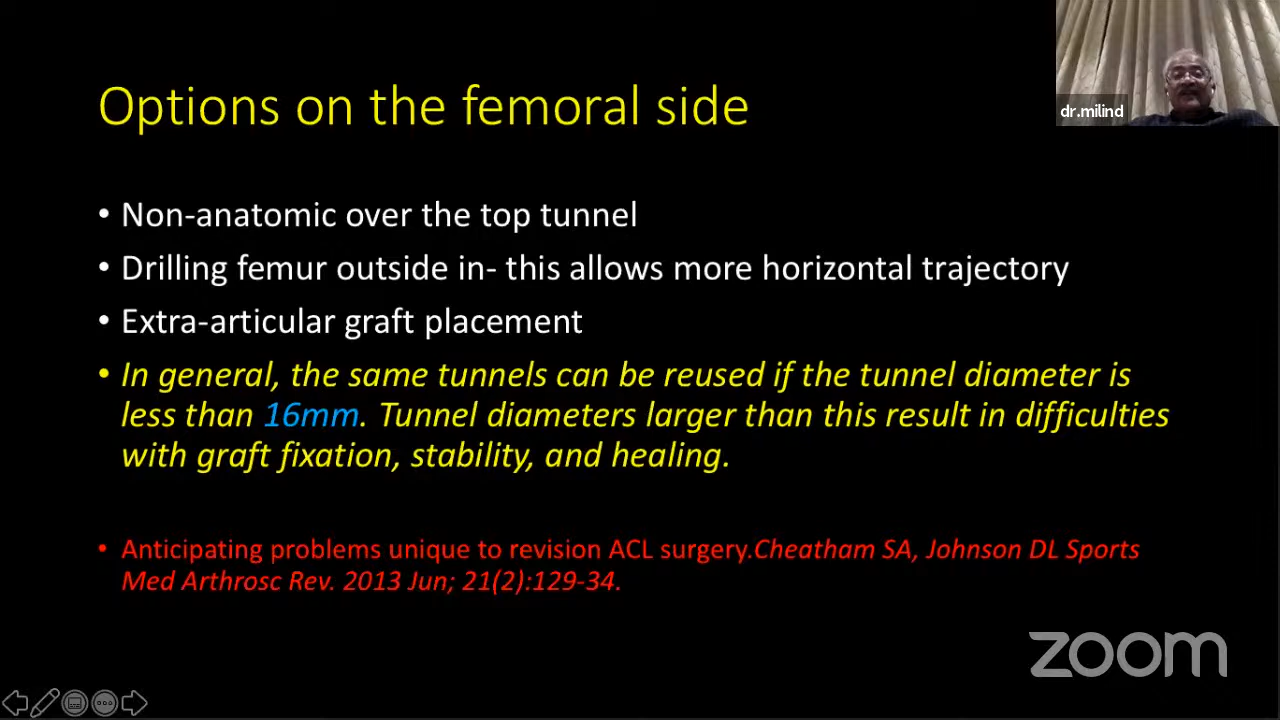 Options on the femoral side
dr.milind
• Non-anatomic over the top tunnel
• Drilling femur outside in- this allows more horizontal trajectory
• Extra-articular graft placement
• In general, the same tunnels can be reused if the tunnel diameter is
less than 16mm. Tunnel diameters larger than this result in difficulties
with graft fixation, stability, and healing.
• Anticipating problems unique to revision ACL surgery.Cheatham SA, Johnson DL Sports
Med Arthrosc Rev. 2013 Jun; 21(2):129-34.
zoom